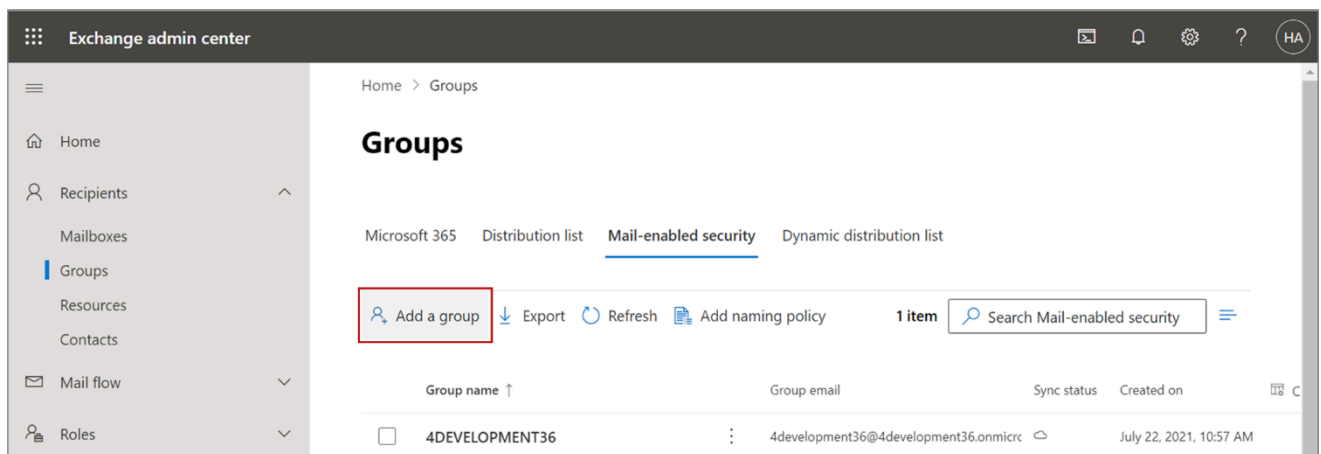 Exchange admin center
HA
Home > Groups
Groups
Home
Recipients
Mailboxes
Groups
Resources
Contacts
Mail flow
Roles
Microsoft 365 Distribution list Mail-enabled security Dynamic distribution list
Add a group Export Refresh Add naming policy 1 item Search Mail-enabled security
Group name ↑ Group email Sync status Created on C
4DEVELOPMENT36 4development36@4development36.onmicrc July 22, 2021, 10:57 AM